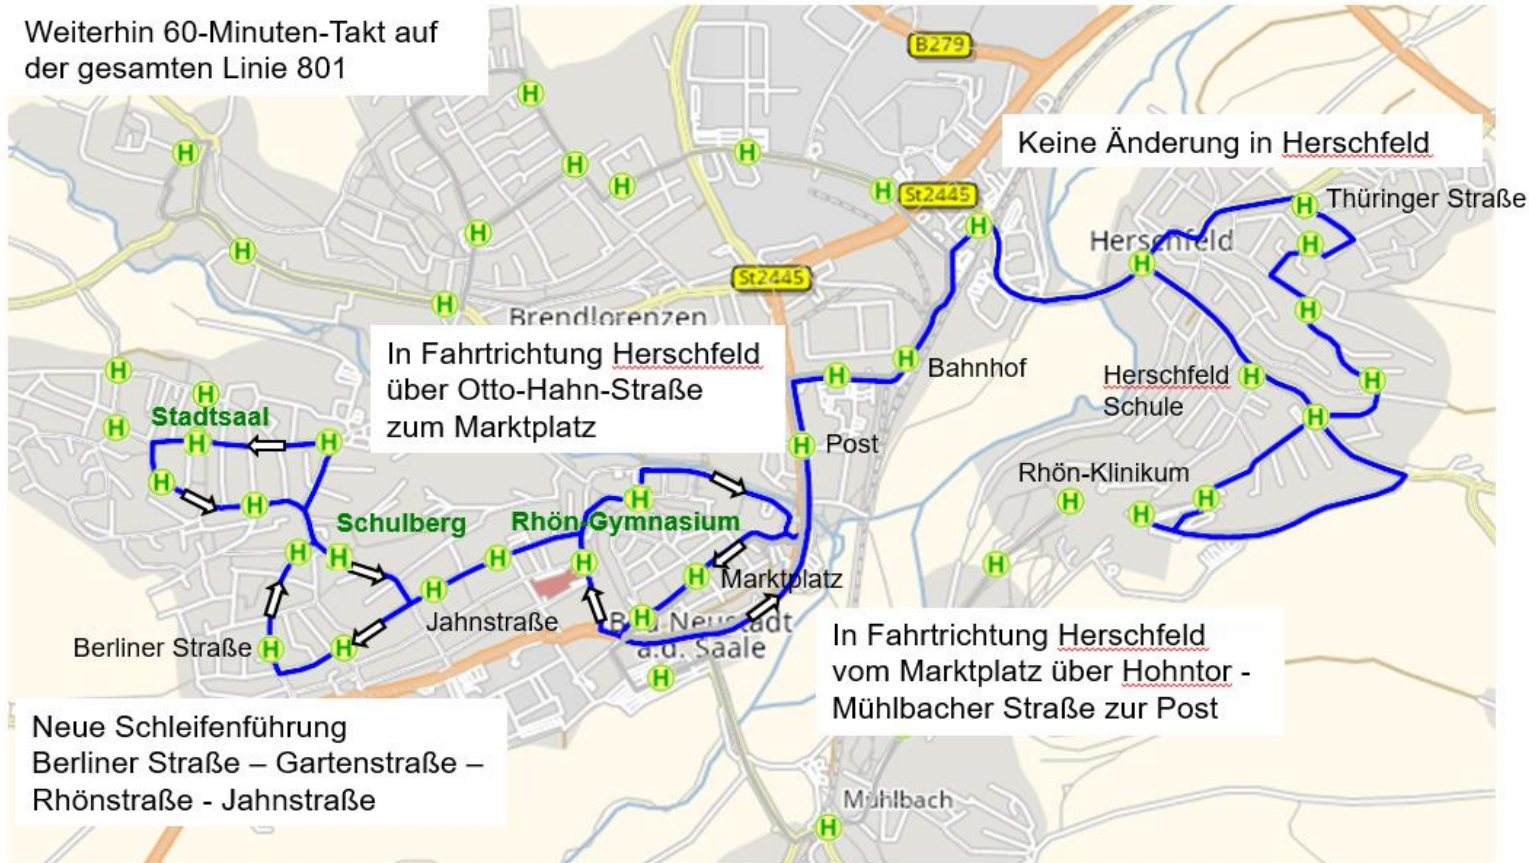 Weiterhin 60-Minuten-Takt auf
der gesamten Linie 801
B279
Keine Änderung in Herschfeld
St2445
Thüringer Straße
Herschfeld
St2445
Brendlorenzen
In Fahrtrichtung Herschfeld
über Otto-Hahn-Straße
zum Marktplatz
Bahnhof
Herschfeld
Schule
Stadtsaal
Post
Rhön-Klinikum
Schulberg
Rhön-Gymnasium
Marktplatz
Jahnstraße
Bad Neustadt
a.d. Saale
Berliner Straße
In Fahrtrichtung Herschfeld
vom Marktplatz über Hohntor -
Mühlbacher Straße zur Post
Neue Schleifenführung
Berliner Straße – Gartenstraße –
Rhönstraße - Jahnstraße
Mühlbach